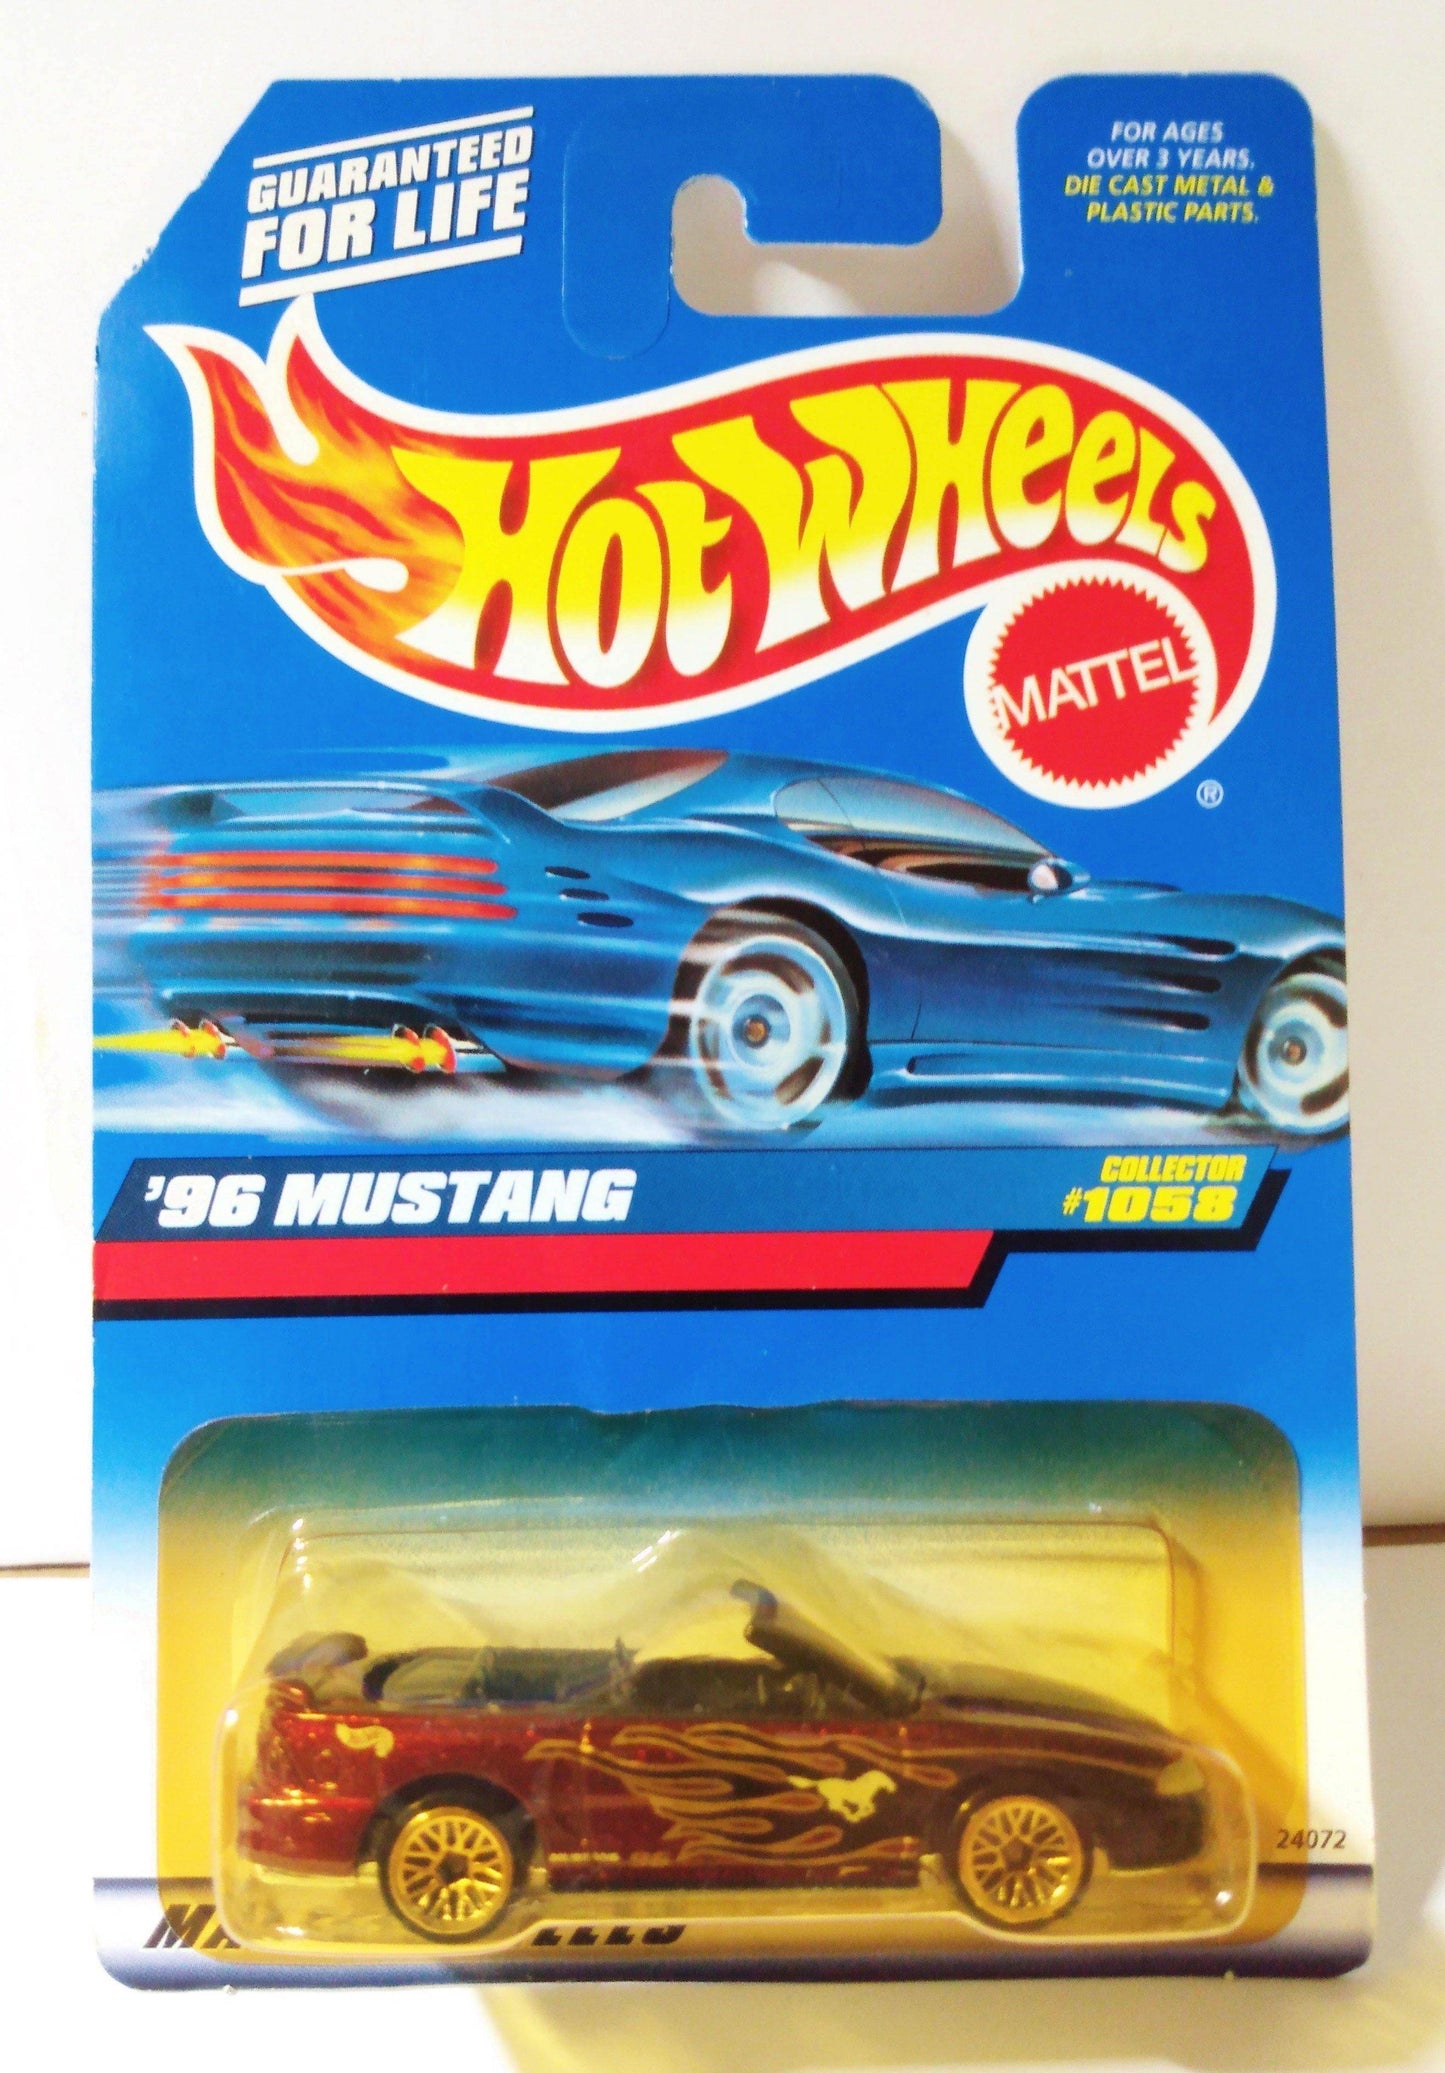 GUARANTEED
FOR LIFE
FOR AGES
OVER 3 YEARS.
DIE CAST METAL &
PLASTIC PARTS.
HOT WHEELS
MATTEL
®
'96 MUSTANG
COLLECTOR
#1058
24072